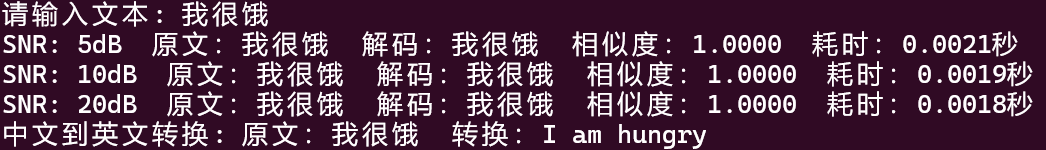 请输入文本: 我很饿
SNR: 5dB  原文: 我很饿  解码: 我很饿  相似度: 1.0000  耗时: 0.0021秒
SNR: 10dB  原文: 我很饿  解码: 我很饿  相似度: 1.0000  耗时: 0.0019秒
SNR: 20dB  原文: 我很饿  解码: 我很饿  相似度: 1.0000  耗时: 0.0018秒
中文到英文转换: 原文: 我很饿  转换: I am hungry